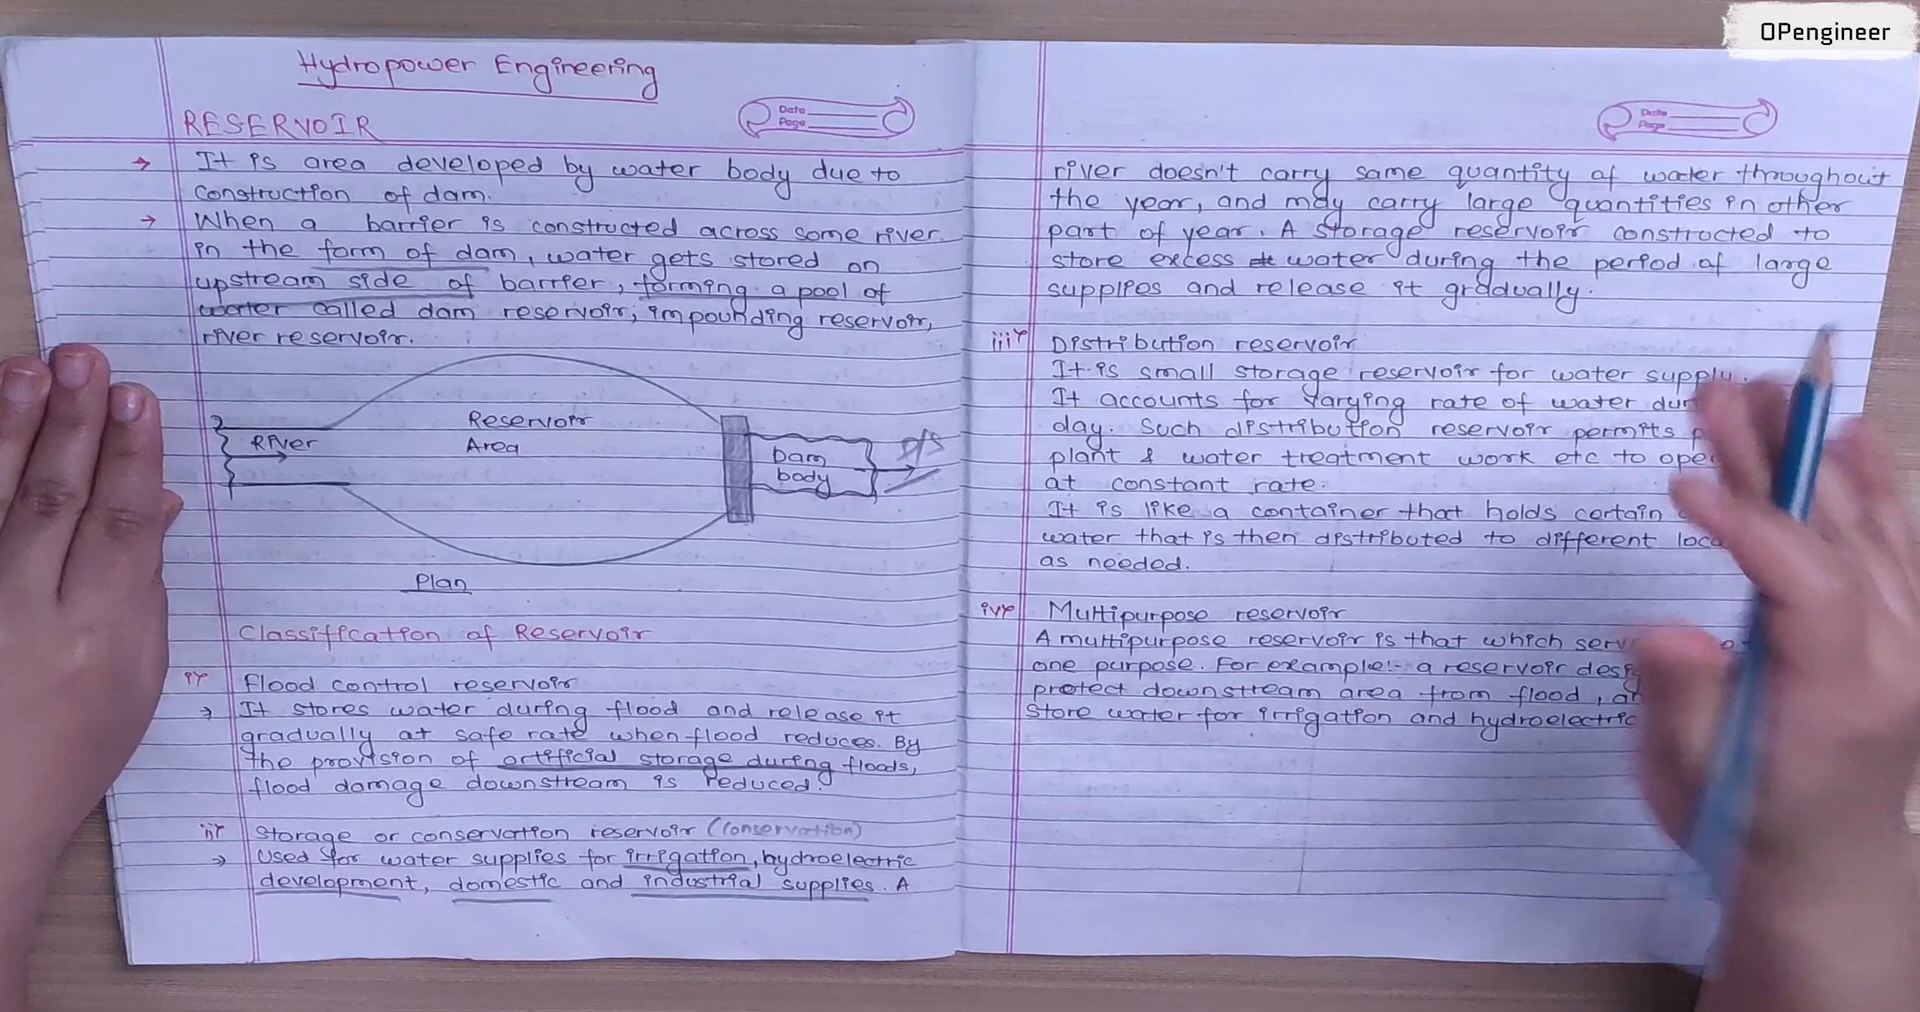 OPengineer
Hydropower Engineering
Date
Page
RESERVOIR
→ It is area developed by water body due to
construction of dam.
→ When a barrier is constructed across some river
in the form of dam, water gets stored on
upstream side of barrier, forming a pool of
water called dam reservoir, impounding reservoir,
river reservoir.
River
Reservoir
Area
Dam
body
D/S
Plan
Classification of Reservoir
i) Flood control reservoir
→ It stores water during flood and release it
gradually at safe rate when flood reduces. By
the provision of artificial storage during floods,
flood damage downstream is reduced.
ii) Storage or conservation reservoir (conservation)
→ Used for water supplies for irrigation, hydroelectric
development, domestic and industrial supplies. A
Date
Page
river doesn't carry same quantity of water throughout
the year, and may carry large quantities in other
part of year. A storage reservoir constructed to
store excess water during the period of large
supplies and release it gradually.
iii) Distribution reservoir
It is small storage reservoir for water supply.
It accounts for varying rate of water
day. Such distribution reservoir permits
plant & water treatment work etc to
at constant rate.
It is like a container that holds certain
water that is then distributed to different
as needed.
iv) Multipurpose reservoir
A multipurpose reservoir is that which
one purpose. For example:- a reservoir
protect downstream area from flood,
store water for irrigation and hydroelectric